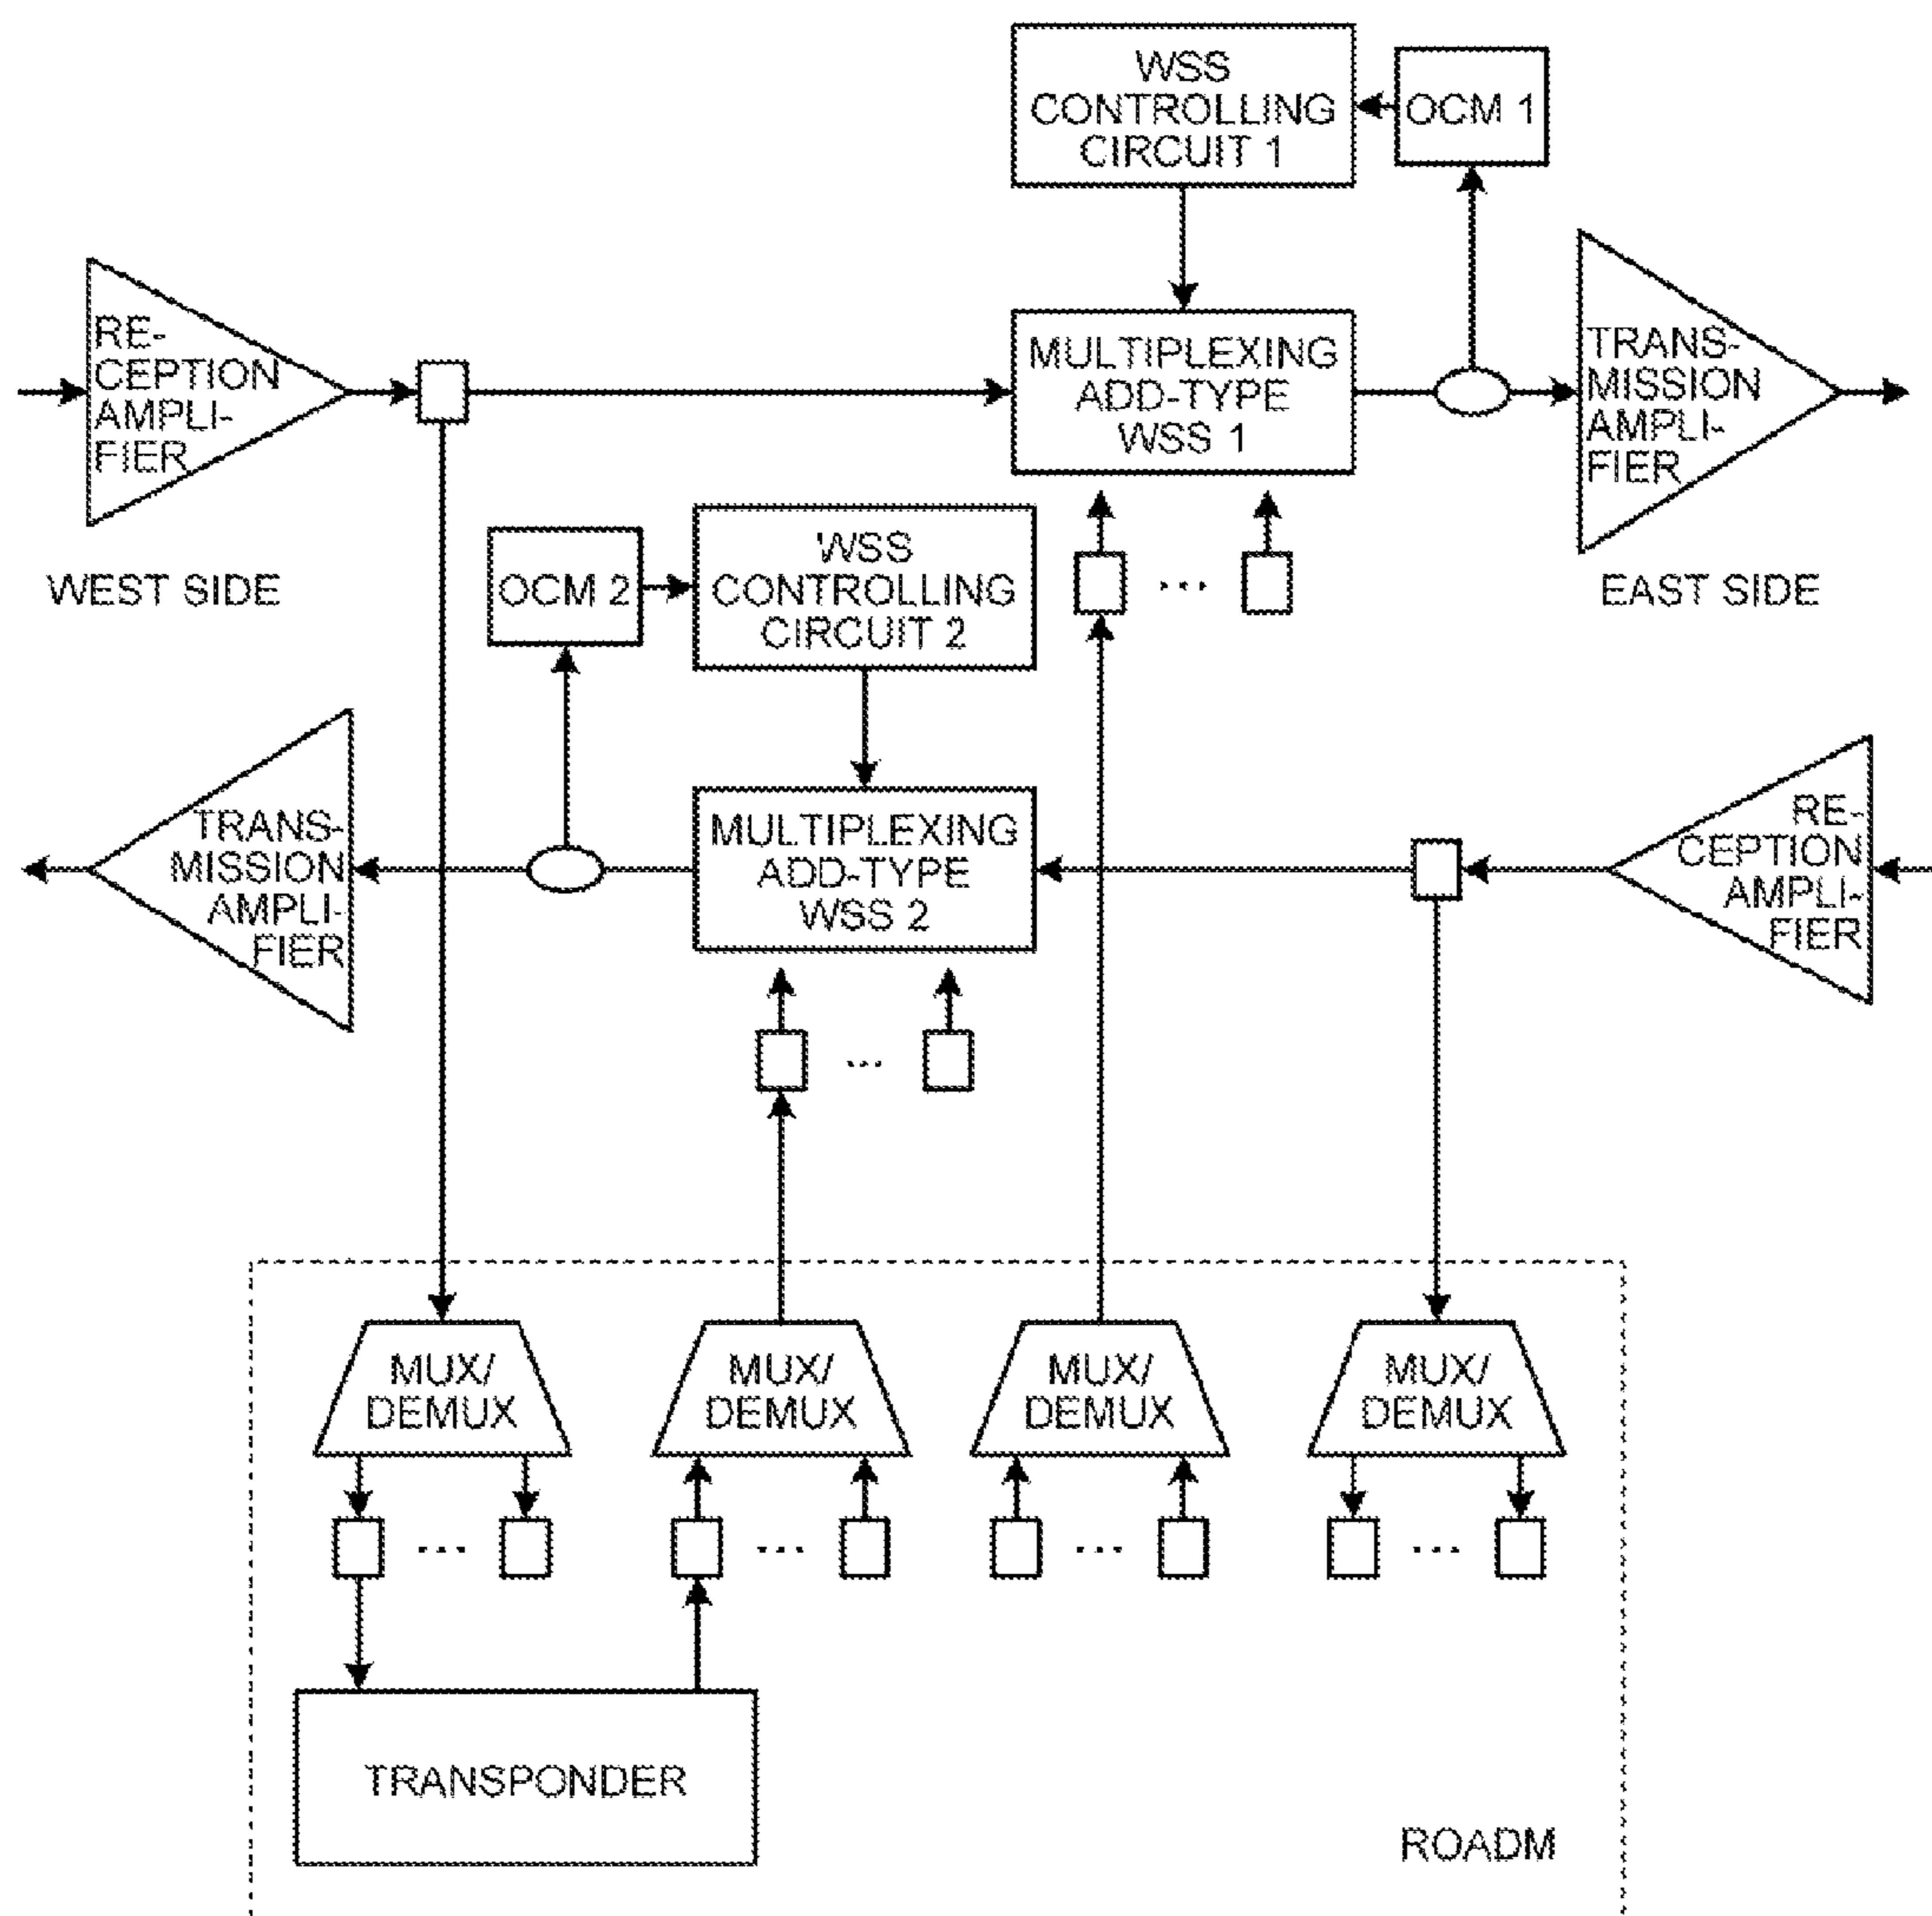 WSS
CONTROLLING
CIRCUIT 1
OCM 1
RE-
CEPTION
AMPLI-
FIER
MULTIPLEXING
ADD-TYPE
WSS 1
TRANS-
MISSION
AMPLI-
FIER
WEST SIDE
OCM 2
WSS
CONTROLLING
CIRCUIT 2
...
EAST SIDE
TRANS-
MISSION
AMPLI-
FIER
MULTIPLEXING
ADD-TYPE
WSS 2
RE-
CEPTION
AMPLI-
FIER
...
MUX/
DEMUX
MUX/
DEMUX
MUX/
DEMUX
MUX/
DEMUX
...
...
...
...
TRANSPONDER
ROADM